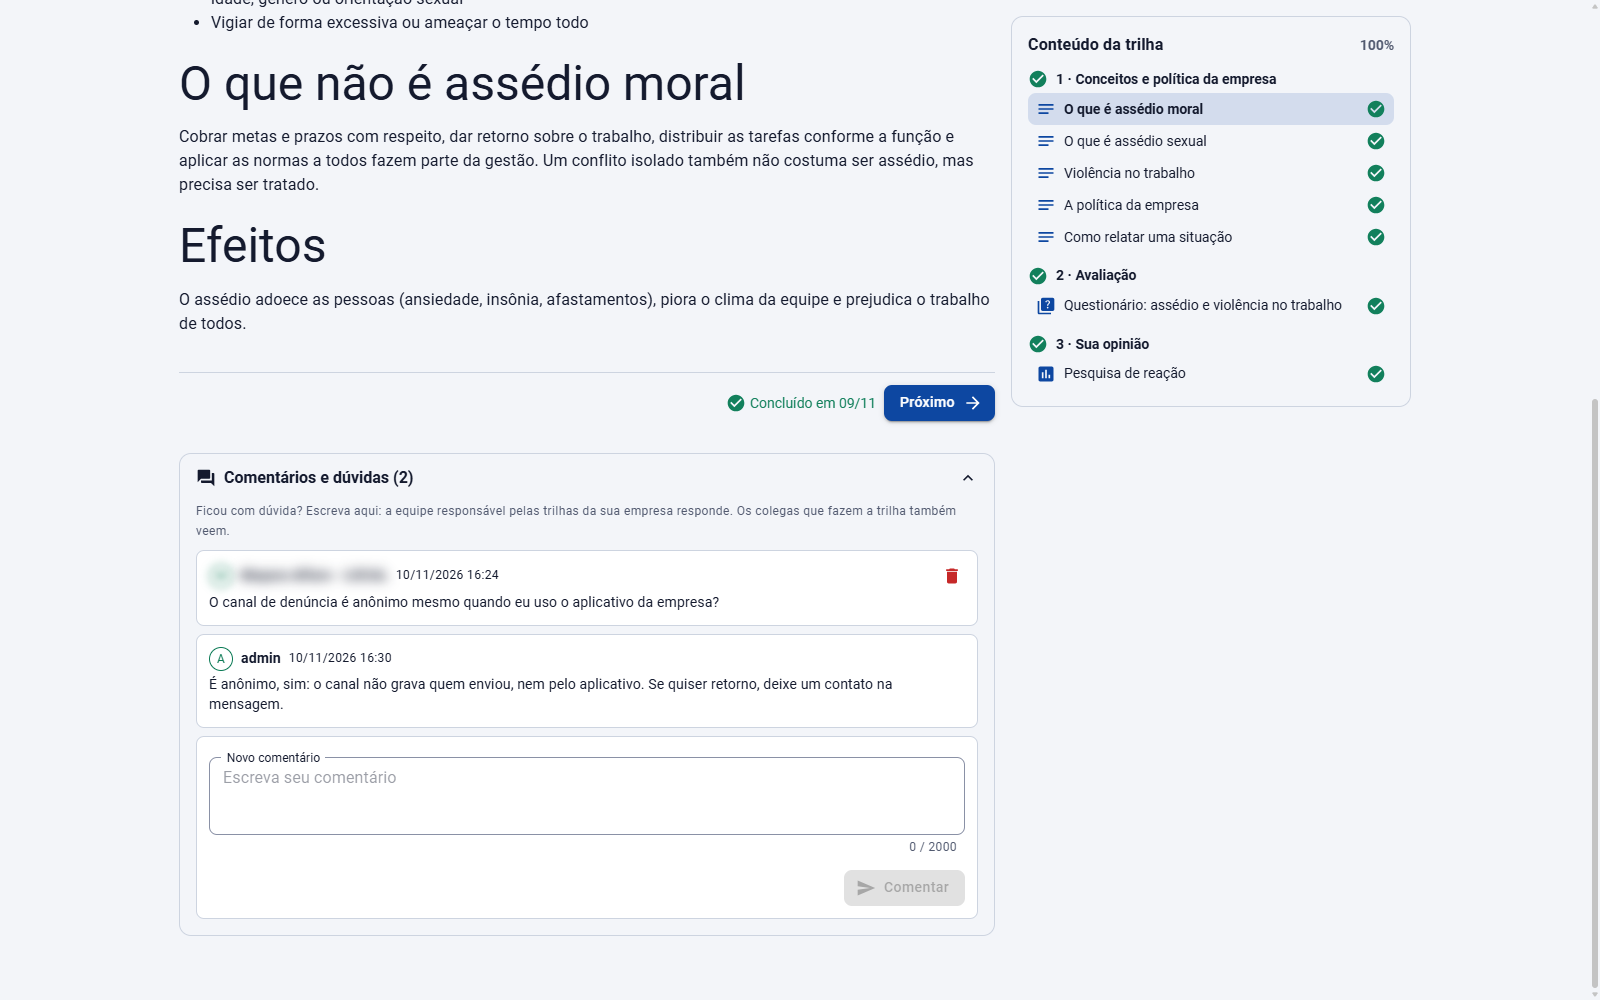 Vigiar de forma excessiva ou ameaçar o tempo todo
O que não é assédio moral
Cobrar metas e prazos com respeito, dar retorno sobre o trabalho, distribuir as tarefas conforme a função e
aplicar as normas a todos fazem parte da gestão. Um conflito isolado também não costuma ser assédio, mas
precisa ser tratado.
Efeitos
O assédio adoece as pessoas (ansiedade, insônia, afastamentos), piora o clima da equipe e prejudica o trabalho
de todos.
Concluído em 09/11
Próximo
Comentários e dúvidas (2)
Ficou com dúvida? Escreva aqui: a equipe responsável pelas trilhas da sua empresa responde. Os colegas que fazem a trilha também
veem.
10/11/2026 16:24
O canal de denúncia é anônimo mesmo quando eu uso o aplicativo da empresa?
A admin 10/11/2026 16:30
É anônimo, sim: o canal não grava quem enviou, nem pelo aplicativo. Se quiser retorno, deixe um contato na
mensagem.
Novo comentário
Escreva seu comentário
0 / 2000
Comentar
Conteúdo da trilha 100%
1 · Conceitos e política da empresa
O que é assédio moral
O que é assédio sexual
Violência no trabalho
A política da empresa
Como relatar uma situação
2 · Avaliação
Questionário: assédio e violência no trabalho
3 · Sua opinião
Pesquisa de reação